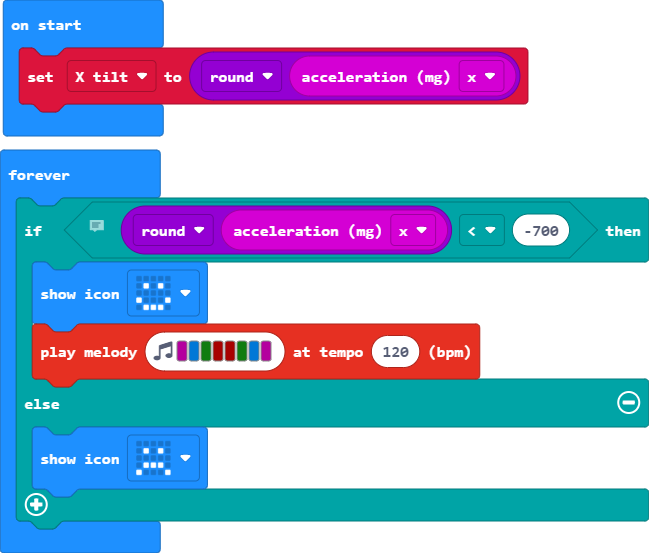 on start
set X tilt to round acceleration (mg) x
forever
if round acceleration (mg) x < -700 then
show icon
play melody at tempo 120 (bpm)
else
show icon